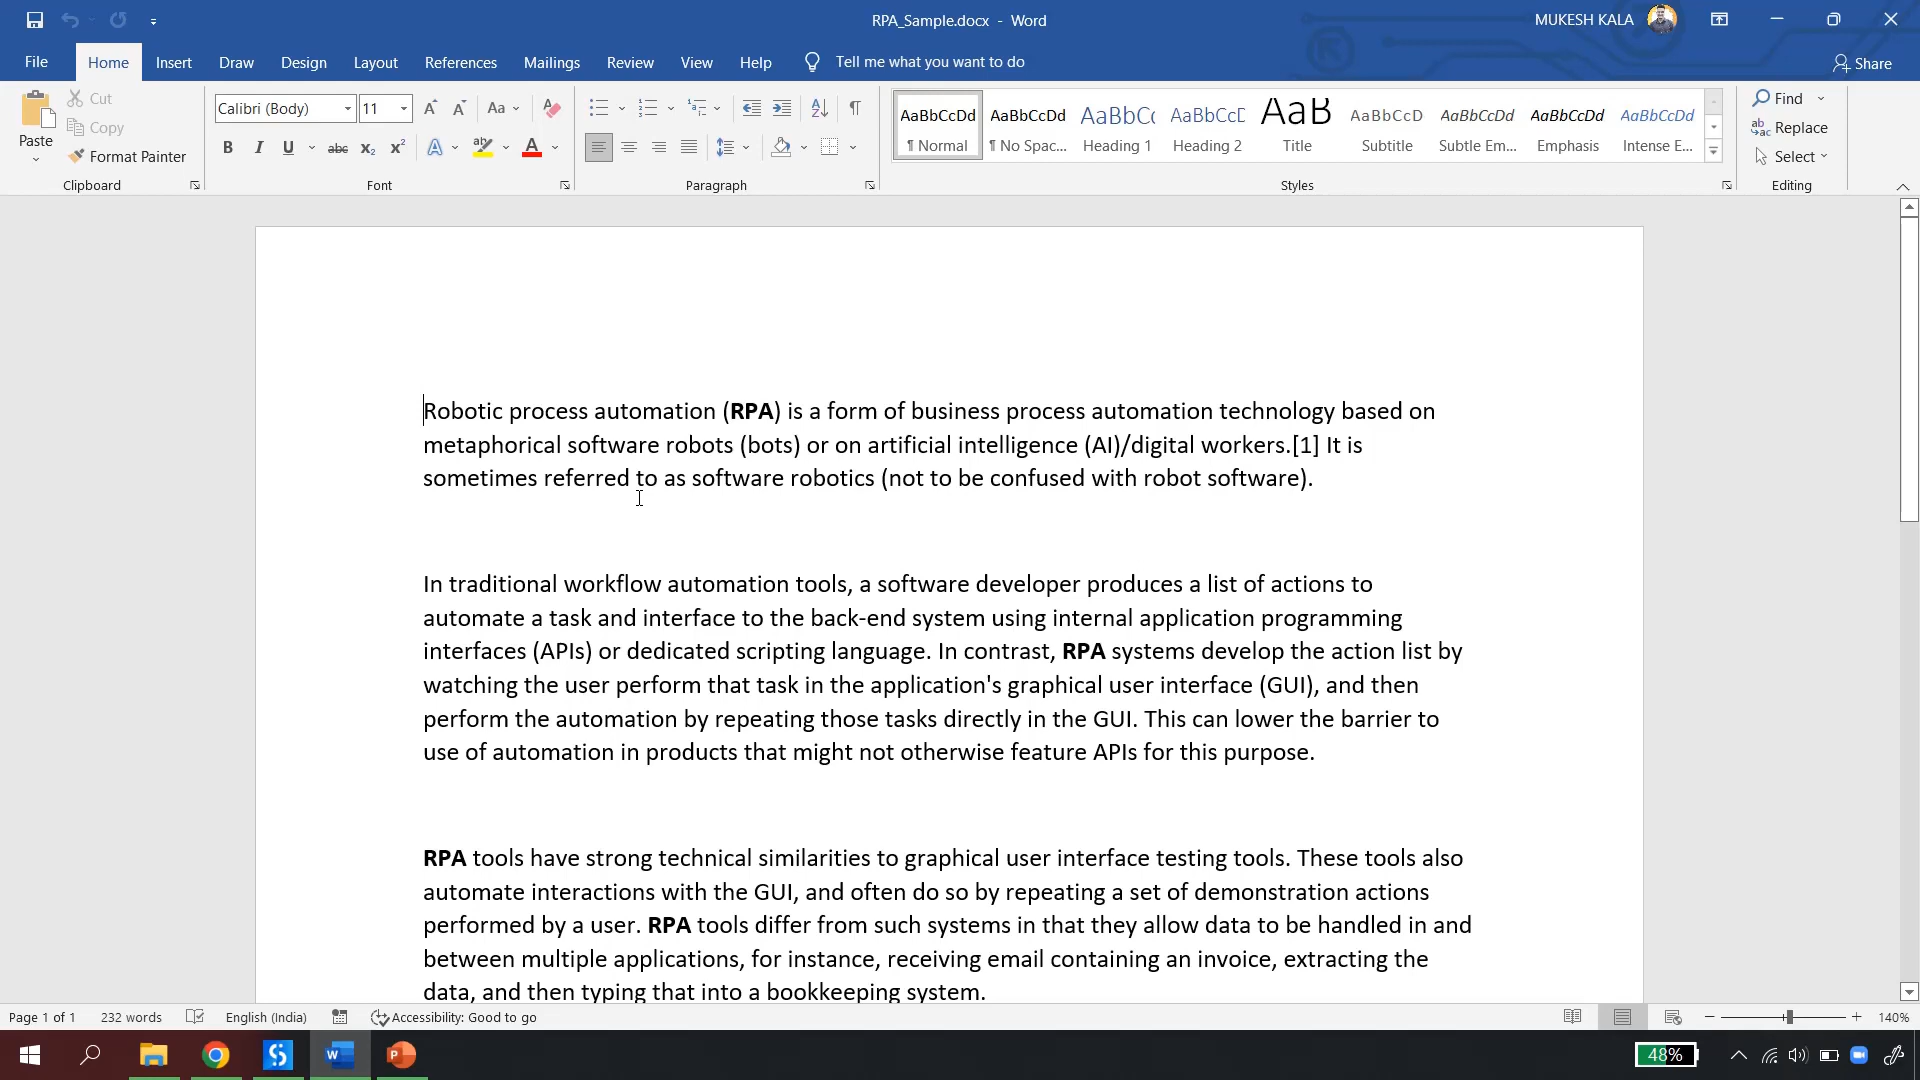 RPA_Sample.docx - Word
MUKESH KALA
File Home Insert Draw Design Layout References Mailings Review View Help Tell me what you want to do Share
Paste
Cut
Copy
Format Painter
Clipboard
Calibri (Body) 11
Font
Paragraph
AaBbCcDd AaBbCcDd AaBbCc AaBbCcD AaB AaBbCcD AaBbCcDd AaBbCcDd AaBbCcDd
¶ Normal ¶ No Spac... Heading 1 Heading 2 Title Subtitle Subtle Em... Emphasis Intense E...
Styles
Find
Replace
Select
Editing
Robotic process automation (RPA) is a form of business process automation technology based on
metaphorical software robots (bots) or on artificial intelligence (AI)/digital workers.[1] It is
sometimes referred to as software robotics (not to be confused with robot software).
In traditional workflow automation tools, a software developer produces a list of actions to
automate a task and interface to the back-end system using internal application programming
interfaces (APIs) or dedicated scripting language. In contrast, RPA systems develop the action list by
watching the user perform that task in the application's graphical user interface (GUI), and then
perform the automation by repeating those tasks directly in the GUI. This can lower the barrier to
use of automation in products that might not otherwise feature APIs for this purpose.
RPA tools have strong technical similarities to graphical user interface testing tools. These tools also
automate interactions with the GUI, and often do so by repeating a set of demonstration actions
performed by a user. RPA tools differ from such systems in that they allow data to be handled in and
between multiple applications, for instance, receiving email containing an invoice, extracting the
data, and then typing that into a bookkeeping system.
Page 1 of 1 232 words English (India) Accessibility: Good to go 140%
48%